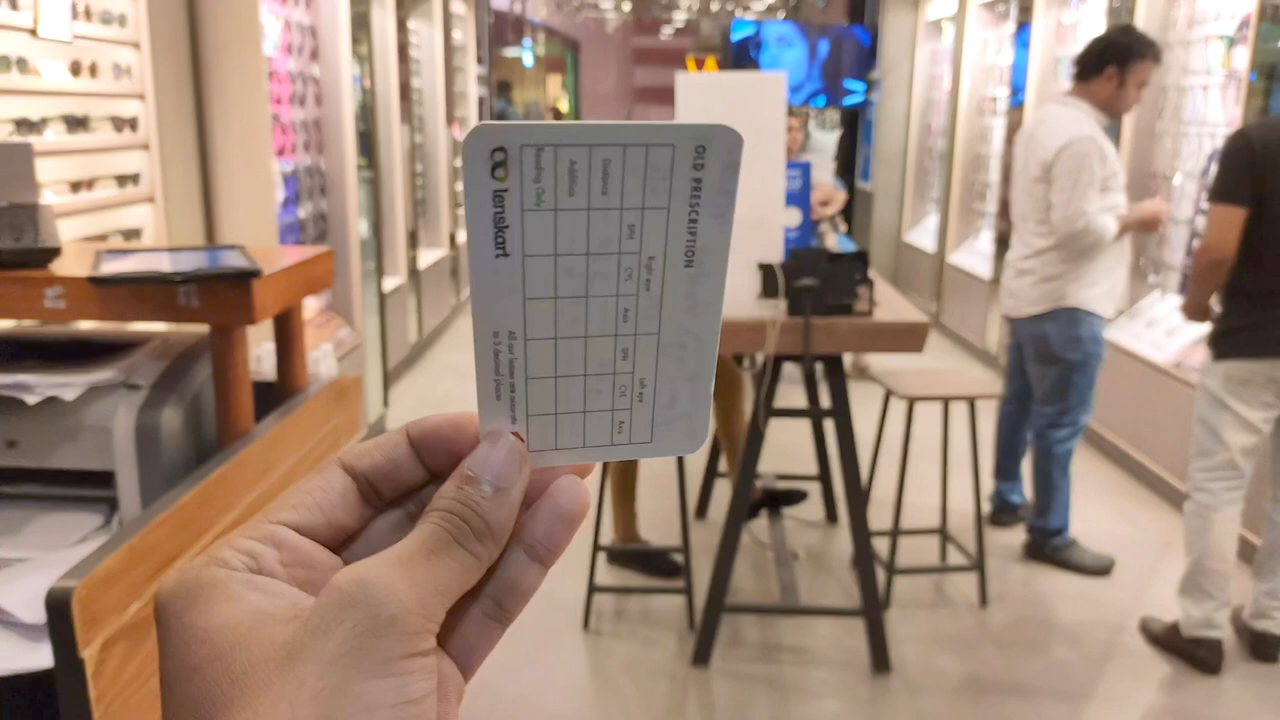 OLD PRESCRIPTION
Right eye Left eye
SPH CYL Axis SPH CYL Axis
Distance
Addition
Reading Only
All our lenses are accurate
to 3 decimal places
lenskart